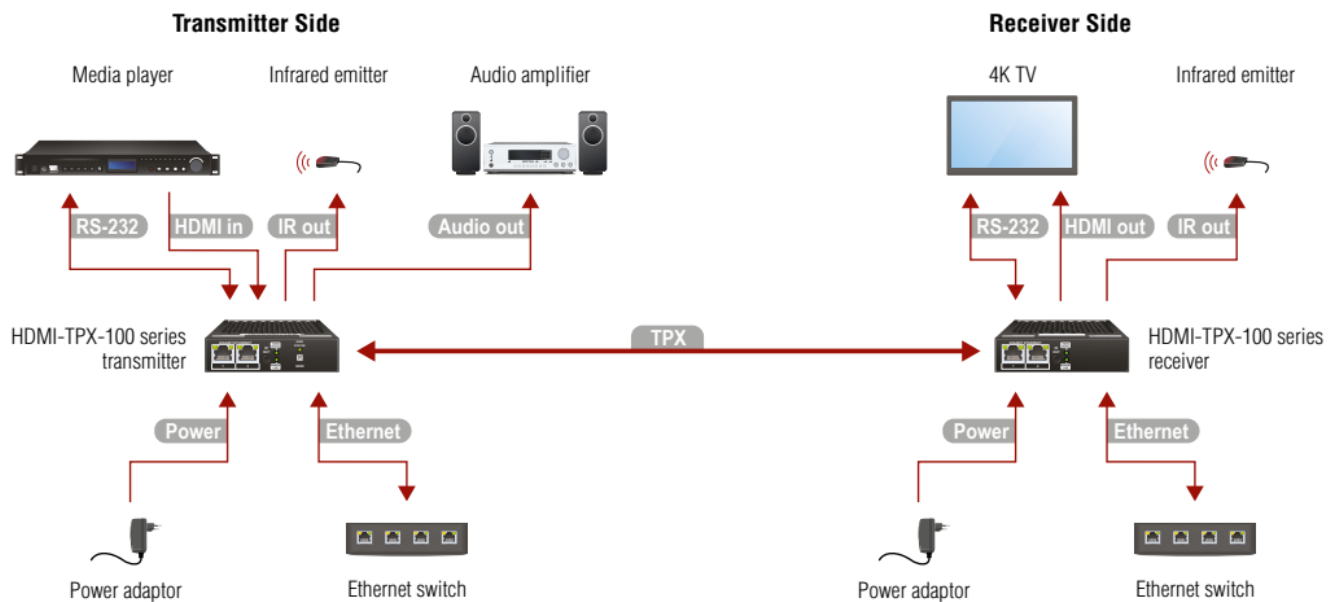 Transmitter Side
Receiver Side
Media player
Infrared emitter
Audio amplifier
4K TV
Infrared emitter
RS-232
HDMI in
IR out
Audio out
RS-232
HDMI out
IR out
HDMI-TPX-100 series
transmitter
TPX
HDMI-TPX-100 series
receiver
Power
Ethernet
Power
Ethernet
Power adaptor
Ethernet switch
Power adaptor
Ethernet switch